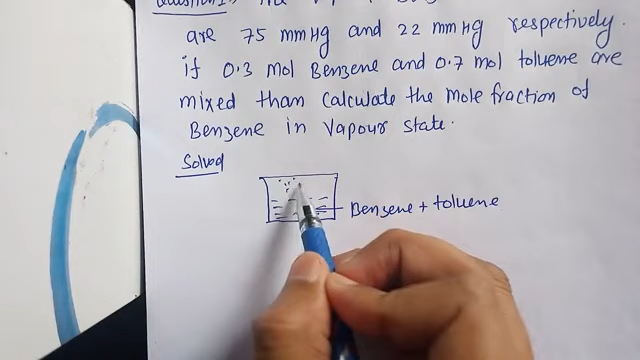 are 75 mmHg and 22 mmHg respectively.
if 0.3 mol Benzene and 0.7 mol toluene are
mixed than calculate the Mole fraction of
Benzene in Vapour state.
Solved
Benzene + toluene